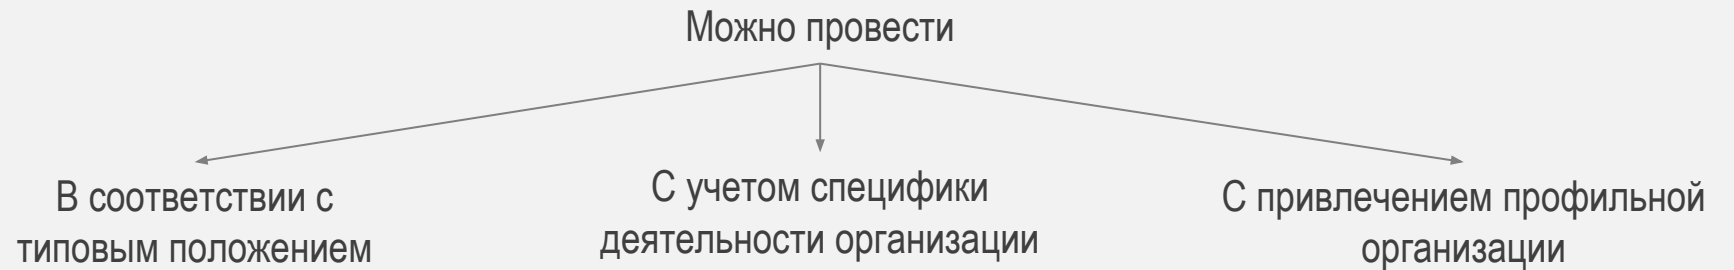 Можно провести
В соответствии с
типовым положением
С учетом специфики
деятельности организации
С привлечением профильной
организации